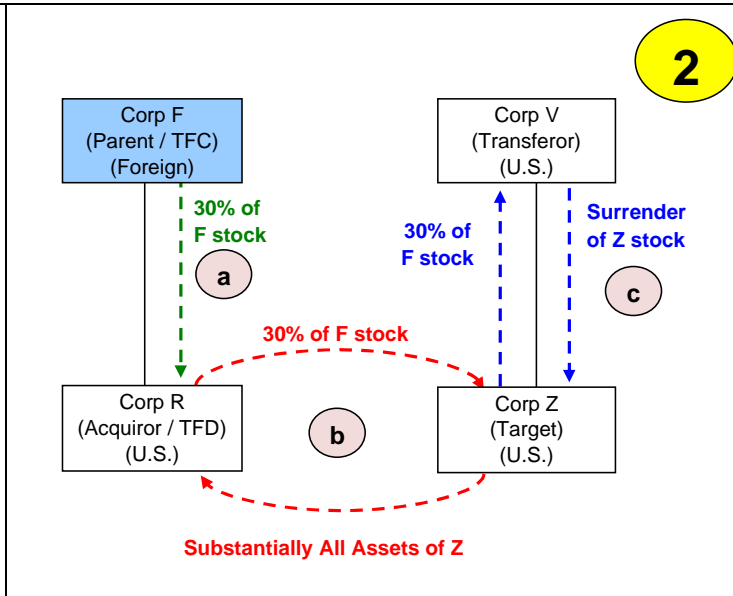 2
Corp F
(Parent / TFC)
(Foreign)
Corp V
(Transferor)
(U.S.)
30% of
F stock
a
30% of
F stock
Surrender
of Z stock
c
30% of F stock
Corp R
(Acquiror / TFD)
(U.S.)
b
Corp Z
(Target)
(U.S.)
Substantially All Assets of Z